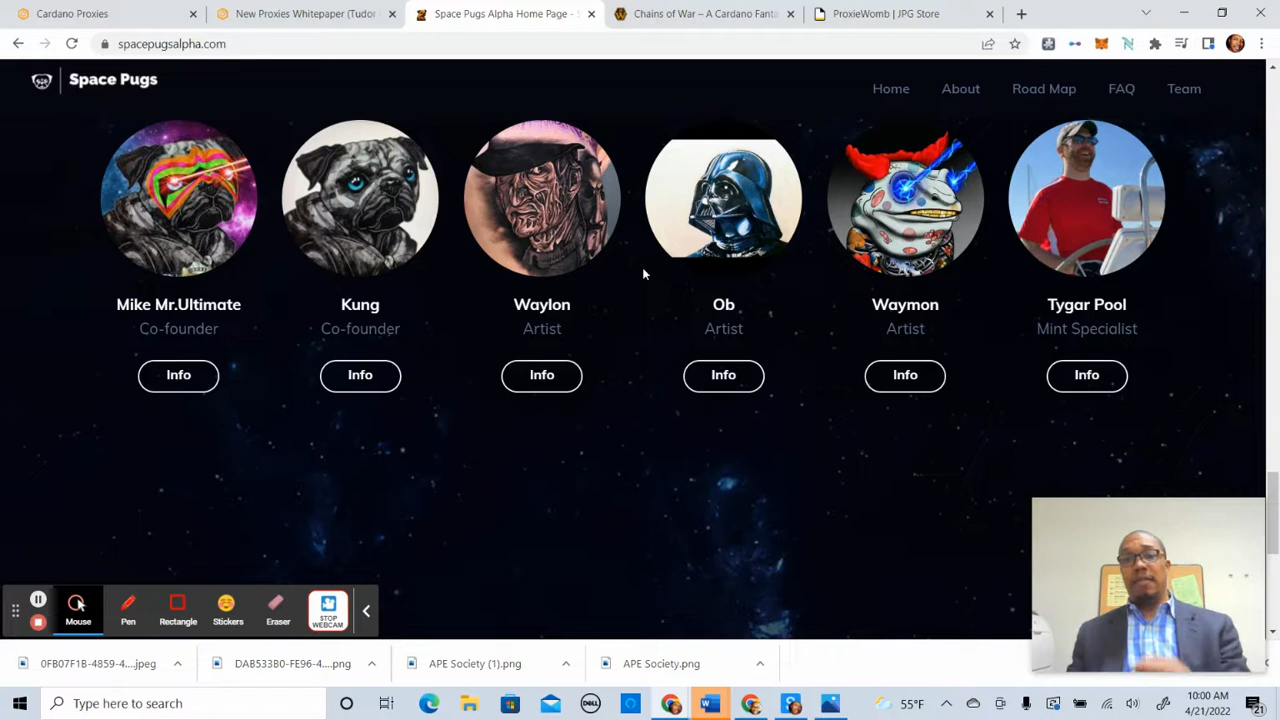 Cardano Proxies
New Proxies Whitepaper (Tudor
Space Pugs Alpha Home Page -
Chains of War – A Cardano Fanta
ProxieWomb | JPG Store
spacepugsalpha.com
Space Pugs
Home About Road Map FAQ Team
Mike Mr.Ultimate Kung Waylon Ob Waymon Tygar Pool
Co-founder Co-founder Artist Artist Artist Mint Specialist
Info Info Info Info Info Info
Mouse Pen Rectangle Stickers Eraser STOP
WEBCAM
0FB07F1B-4859-4....jpeg DAB533B0-FE96-4....png APE Society (1).png APE Society.png
Type here to search
DELL
55°F
10:00 AM
4/21/2022
21